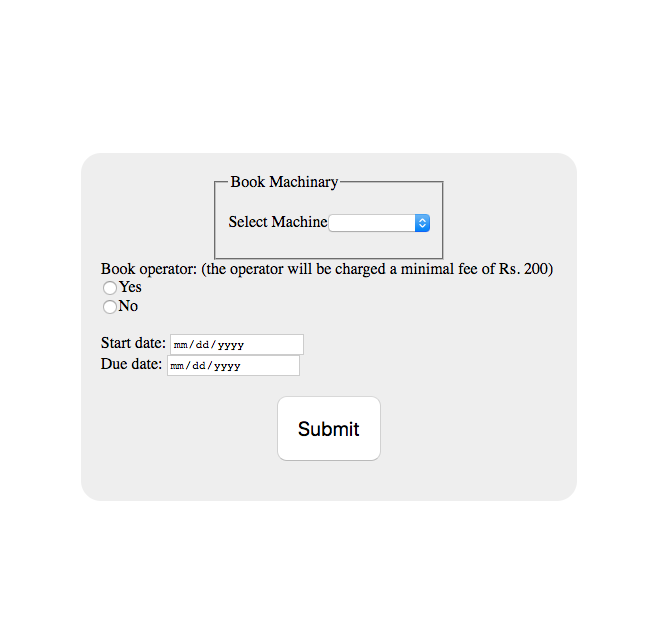 Book Machinary
Select Machine
Book operator: (the operator will be charged a minimal fee of Rs. 200)
Yes
No
Start date: mm/dd/yyyy
Due date: mm/dd/yyyy
Submit